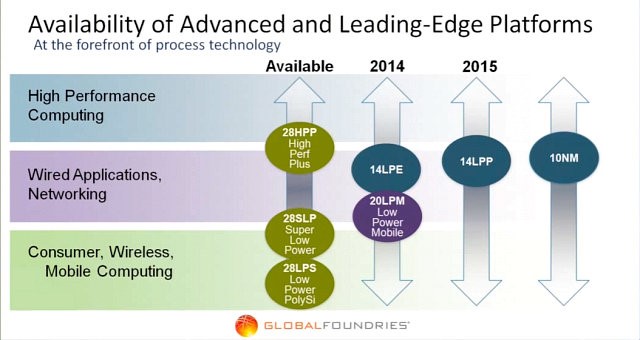 Availability of Advanced and Leading-Edge Platforms
At the forefront of process technology
Available
2014
2015
High Performance
Computing
Wired Applications,
Networking
Consumer, Wireless,
Mobile Computing
28HPP
High
Perf
Plus
28SLP
Super
Low
Power
28LPS
Low
Power
PolySi
14LPE
20LPM
Low
Power
Mobile
14LPP
10NM
GLOBALFOUNDRIES